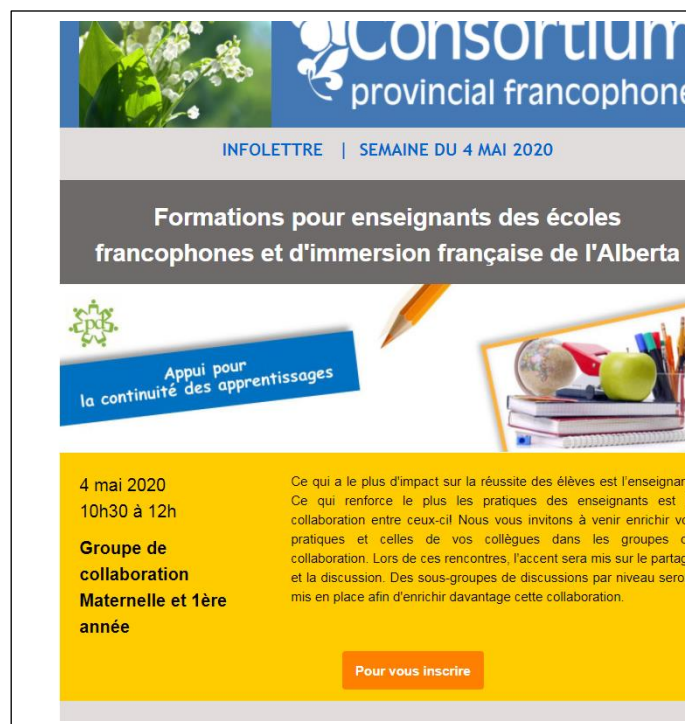 Consortium
provincial francophone
INFOLETTRE | SEMAINE DU 4 MAI 2020
Formations pour enseignants des écoles
francophones et d'immersion française de l'Alberta
pd
Appui pour
la continuité des apprentissages
4 mai 2020
10h30 à 12h
Groupe de
collaboration
Maternelle et 1ère
année
Ce qui a le plus d'impact sur la réussite des élèves est l'enseignan
Ce qui renforce le plus les pratiques des enseignants est
collaboration entre ceux-ci! Nous vous invitons à venir enrichir vo
pratiques et celles de vos collègues dans les groupes d
collaboration. Lors de ces rencontres, l'accent sera mis sur le partag
et la discussion. Des sous-groupes de discussions par niveau sero
mis en place afin d'enrichir davantage cette collaboration.
Pour vous inscrire